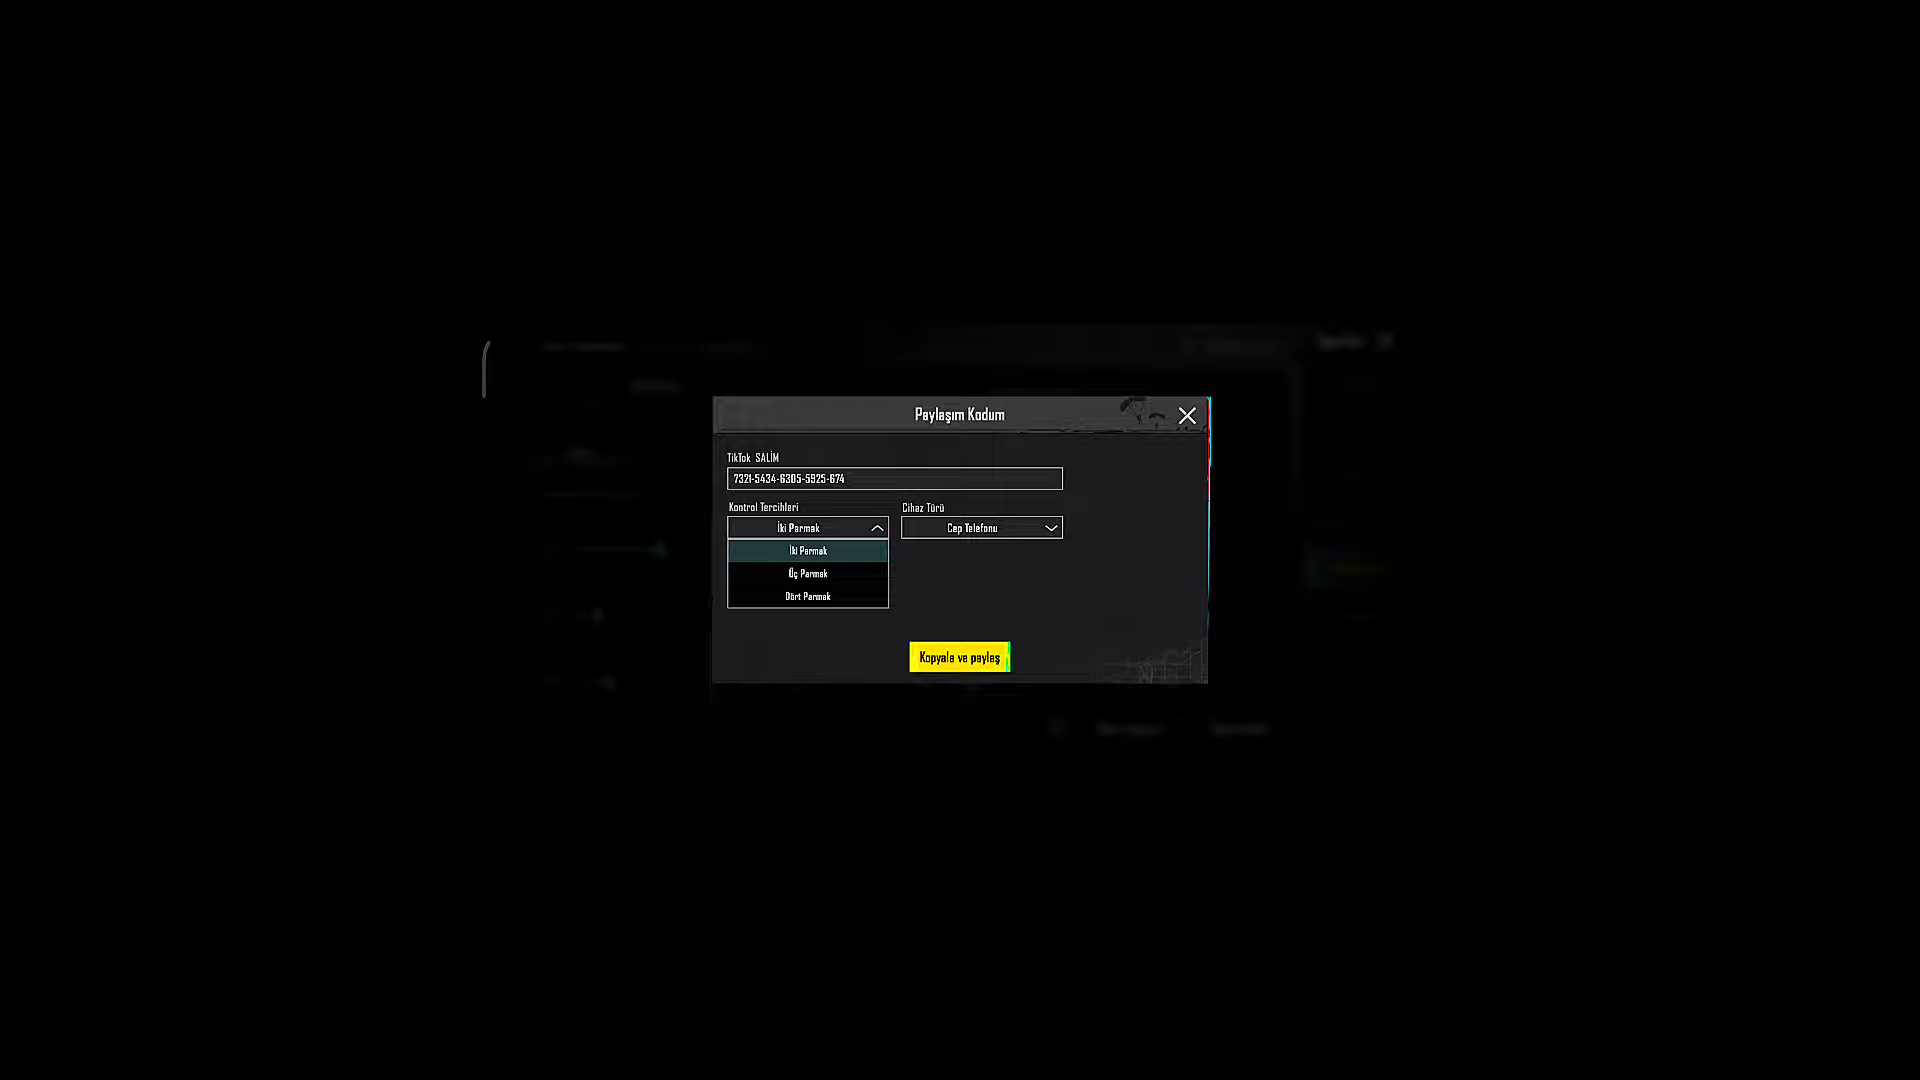 Paylaşım Kodum
TikTok SALİM
7321-5434-6305-5925-674
Kontrol Tercihleri
Cihaz Türü
İki Parmak
Cep Telefonu
İki Parmak
Üç Parmak
Dört Parmak
Kopyala ve paylaş